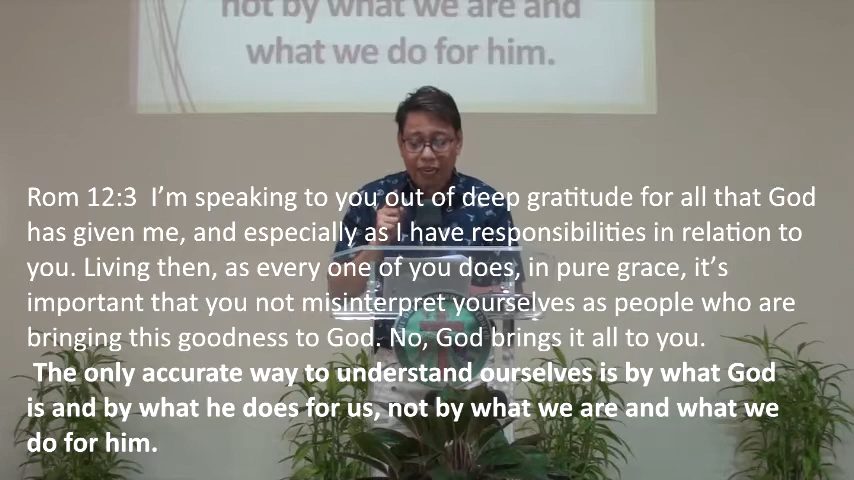 not by what we are and
what we do for him.
Rom 12:3 I'm speaking to you out of deep gratitude for all that God
has given me, and especially as I have responsibilities in relation to
you. Living then, as every one of you does, in pure grace, it's
important that you not misinterpret yourselves as people who are
bringing this goodness to God. No, God brings it all to you.
The only accurate way to understand ourselves is by what God
is and by what he does for us, not by what we are and what we
do for him.